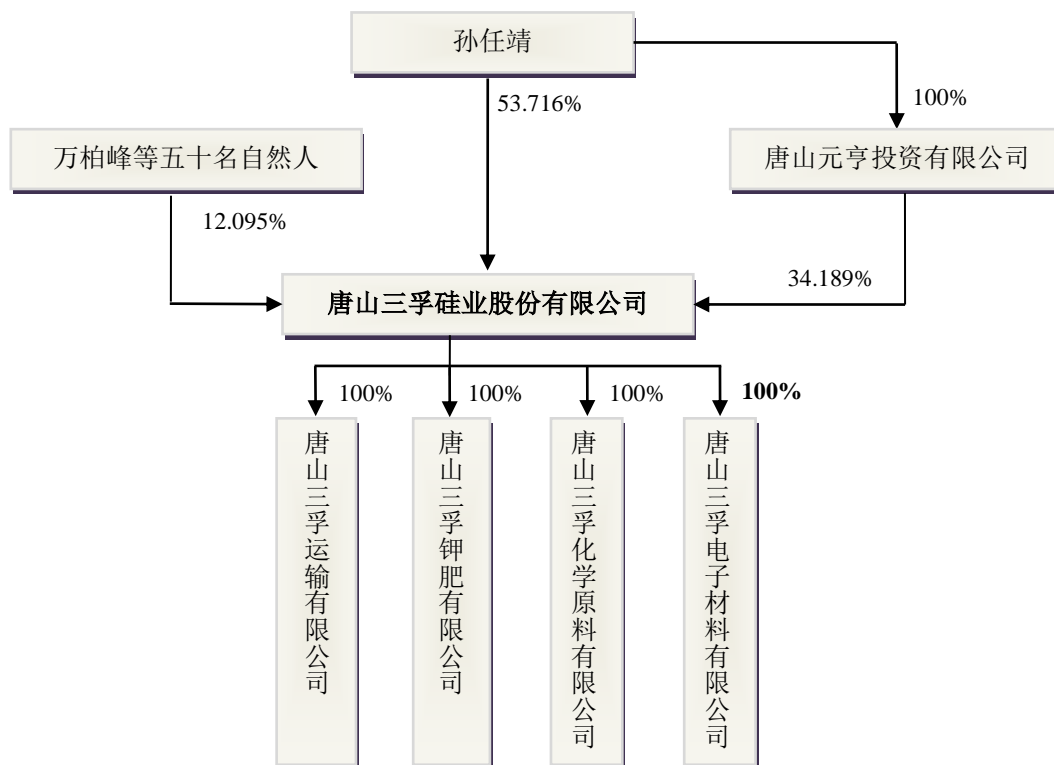 孙任靖
53.716%
100%
万柏峰等五十名自然人
唐山元亨投资有限公司
12.095%
34.189%
唐山三孚硅业股份有限公司
100%
100%
100%
100%
唐山三孚运输有限公司
唐山三孚钾肥有限公司
唐山三孚化学原料有限公司
唐山三孚电子材料有限公司